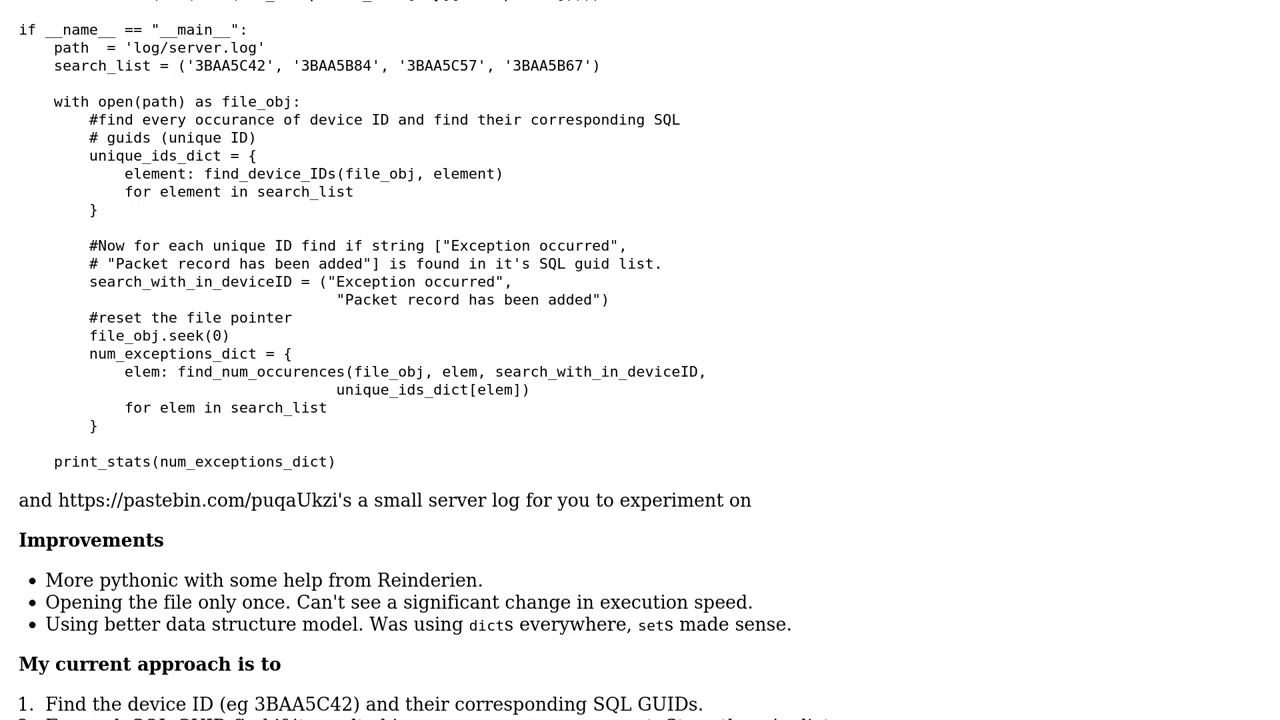 if __name__ == "__main__":
    path  = 'log/server.log'
    search_list = ('3BAA5C42', '3BAA5B84', '3BAA5C57', '3BAA5B67')

    with open(path) as file_obj:
        #find every occurance of device ID and find their corresponding SQL
        # guids (unique ID)
        unique_ids_dict = {
            element: find_device_IDs(file_obj, element)
            for element in search_list
        }

        #Now for each unique ID find if string ["Exception occurred",
        # "Packet record has been added"] is found in it's SQL guid list.
        search_with_in_deviceID = ("Exception occurred",
                                    "Packet record has been added")
        #reset the file pointer
        file_obj.seek(0)
        num_exceptions_dict = {
            elem: find_num_occurences(file_obj, elem, search_with_in_deviceID,
                                    unique_ids_dict[elem])
            for elem in search_list
        }

    print_stats(num_exceptions_dict)
and https://pastebin.com/puqaUkzi's a small server log for you to experiment on
Improvements
• More pythonic with some help from Reinderien.
• Opening the file only once. Can't see a significant change in execution speed.
• Using better data structure model. Was using dicts everywhere, sets made sense.
My current approach is to
1. Find the device ID (eg 3BAA5C42) and their corresponding SQL GUIDs.